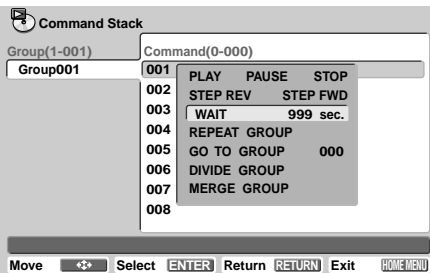 Command Stack
Group(1-001) Command(0-000)
Group001
001
002
003
004
005
006
007
008
PLAY PAUSE STOP
STEP REV STEP FWD
WAIT 999 sec.
REPEAT GROUP
GO TO GROUP 000
DIVIDE GROUP
MERGE GROUP
Move Select ENTER Return RETURN Exit HOME MENU